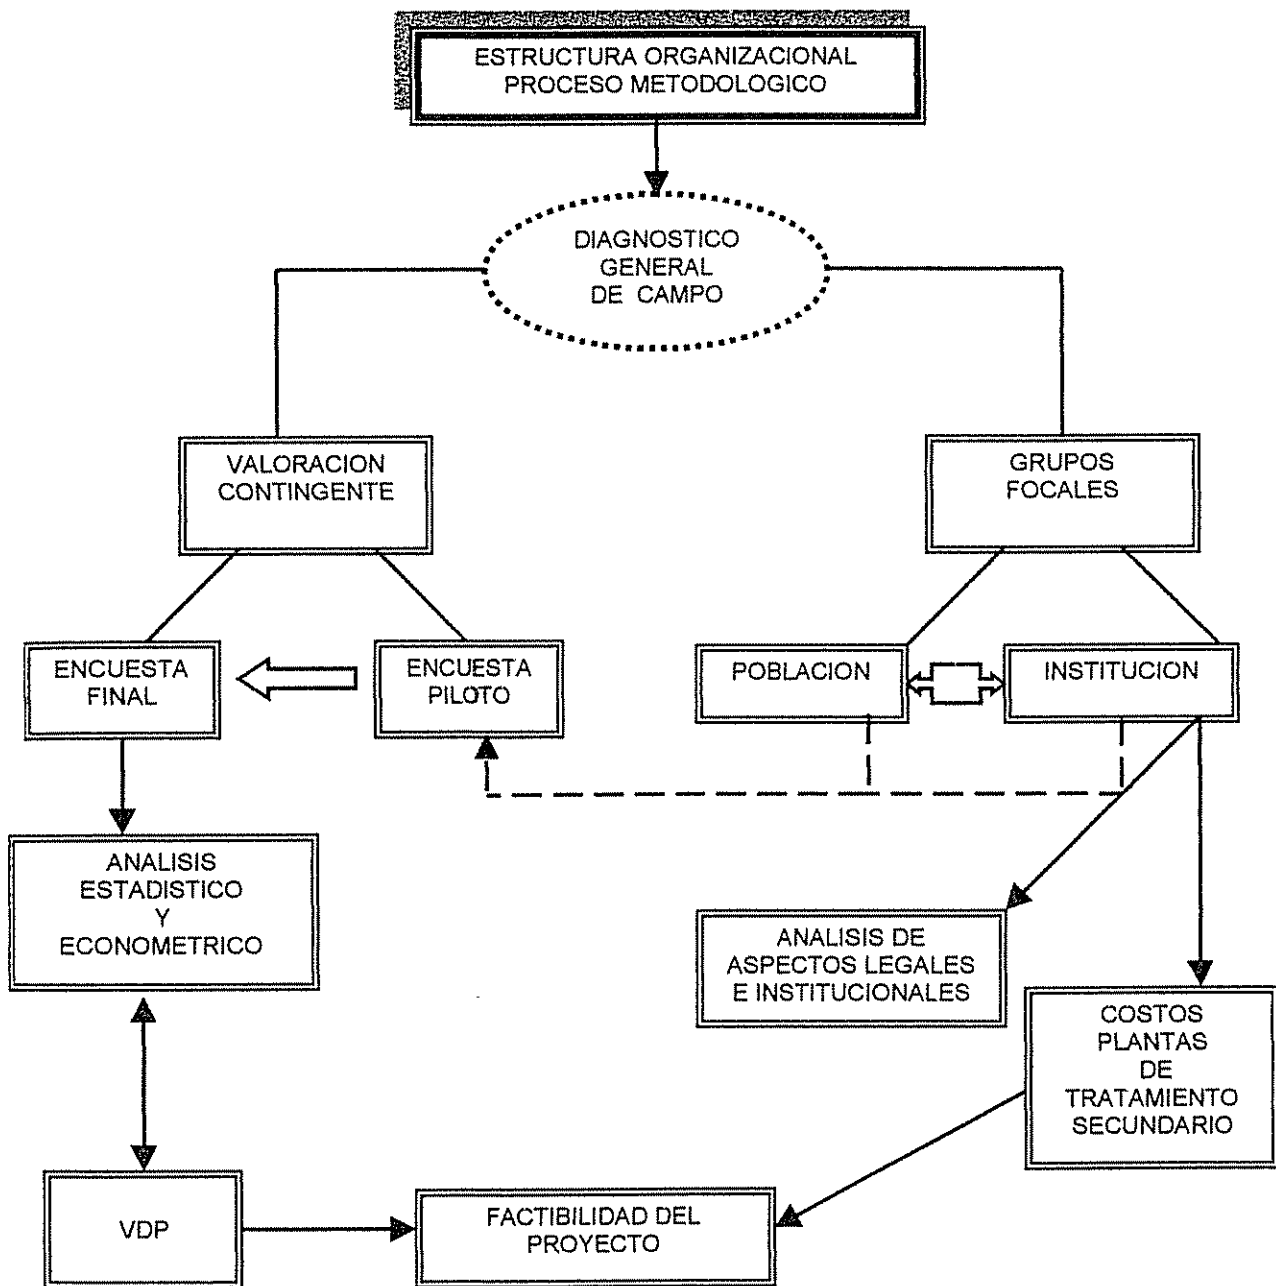 ESTRUCTURA ORGANIZACIONAL
PROCESO METODOLOGICO
DIAGNOSTICO
GENERAL
DE CAMPO
VALORACION
CONTINGENTE
GRUPOS
FOCALES
ENCUESTA
FINAL
ENCUESTA
PILOTO
POBLACION
INSTITUCION
ANALISIS
ESTADISTICO
Y
ECONOMETRICO
ANALISIS DE
ASPECTOS LEGALES
E INSTITUCIONALES
COSTOS
PLANTAS
DE
TRATAMIENTO
SECUNDARIO
VDP
FACTIBILIDAD DEL
PROYECTO